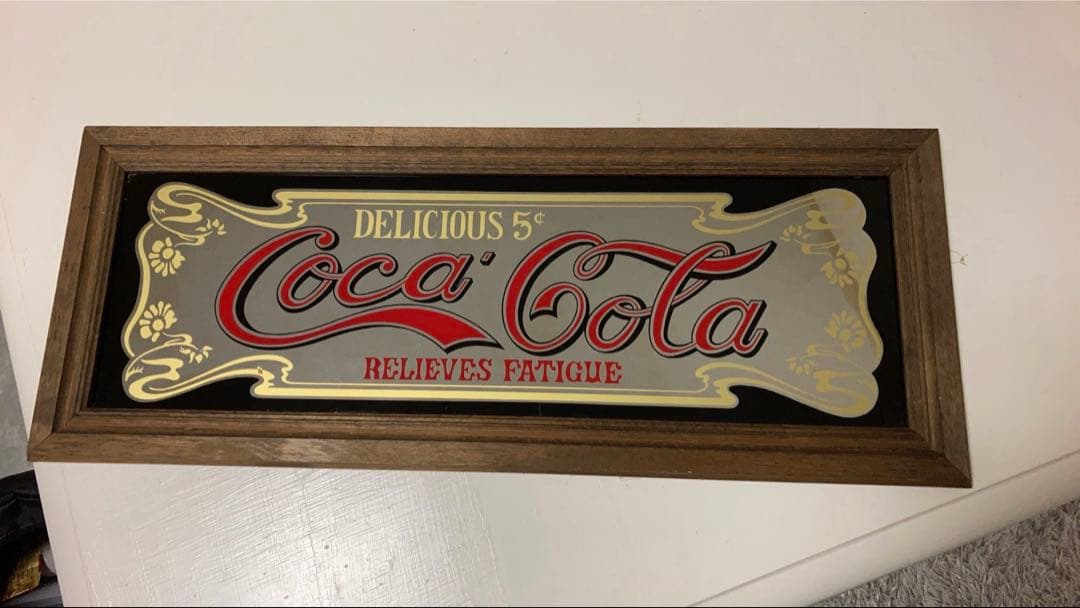 DELICIOUS 5¢
Coca-Cola
RELIEVES FATIGUE